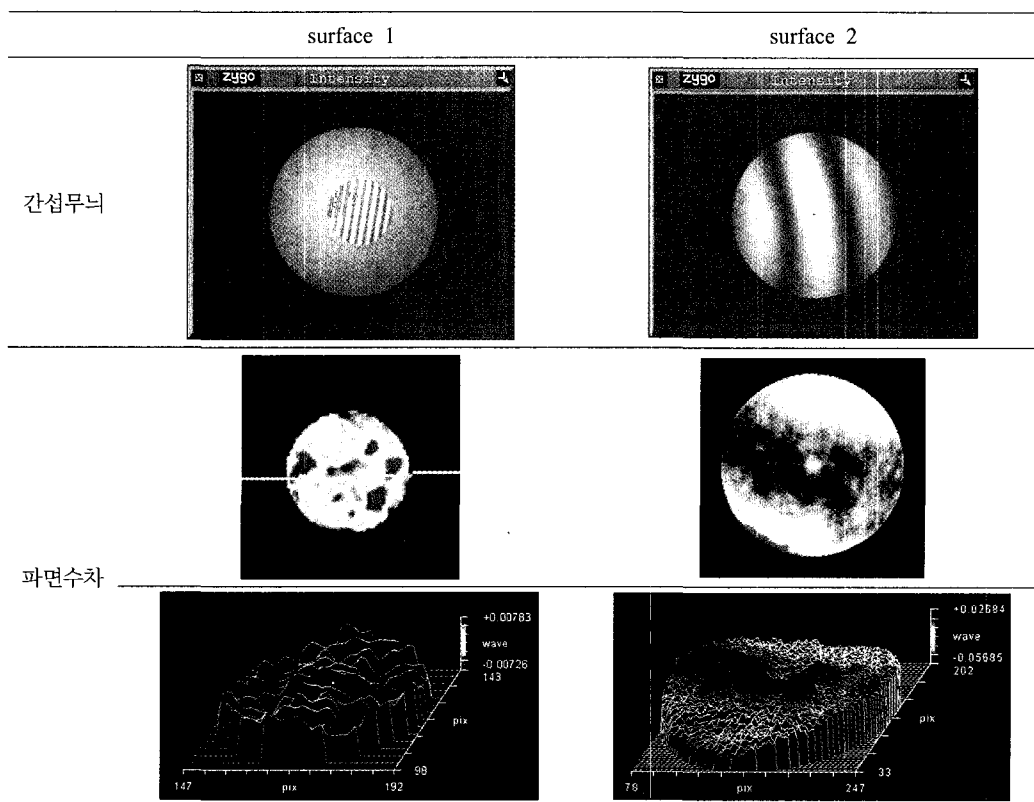 surface 1 surface 2
zygo Intensity zygo Intensity
간섭무늬
파면수차
+0.00783 +0.02684
wave wave
-0.00726 -0.05685
143 202
pix pix
98 33
147 pix 192 78 pix 247